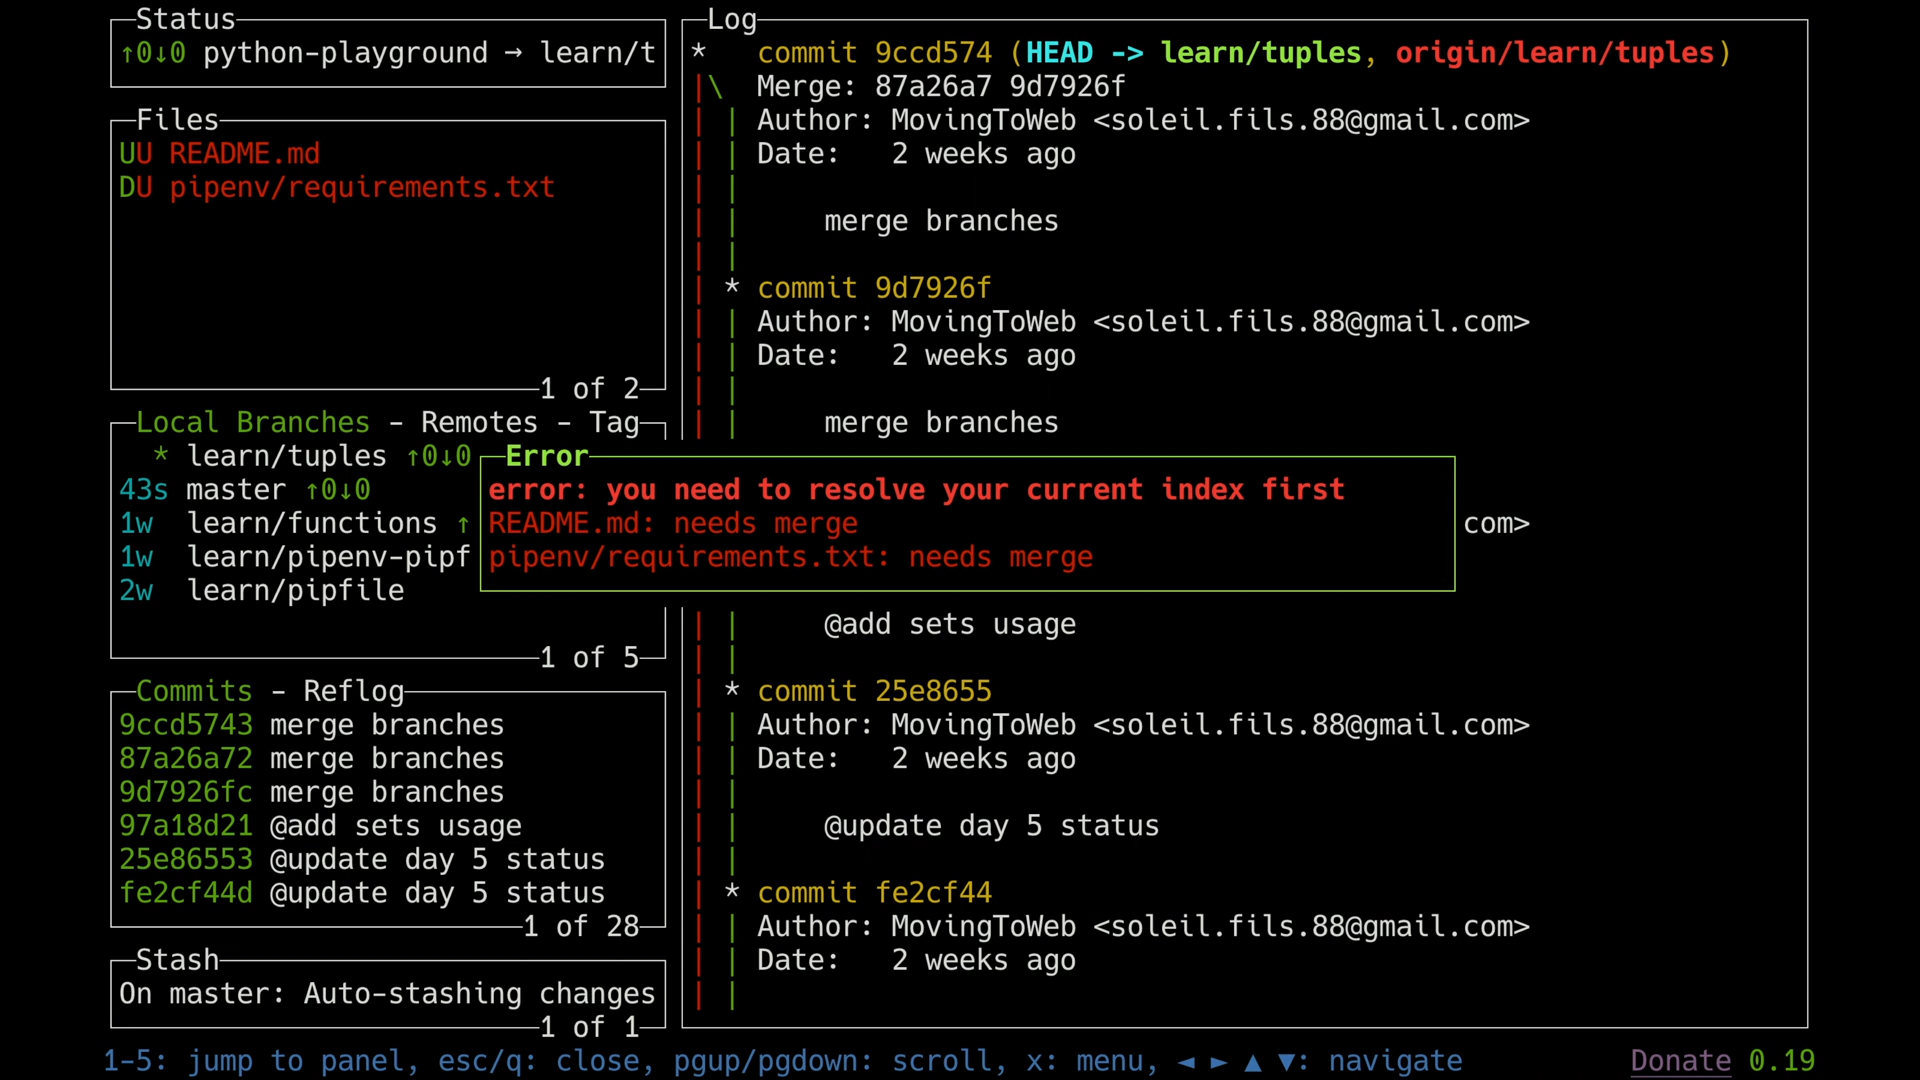 Status
↑0↓0 python-playground → learn/t
Files
UU README.md
DU pipenv/requirements.txt
1 of 2
Local Branches - Remotes - Tag
* learn/tuples ↑0↓0
43s master ↑0↓0
1w learn/functions ↑
1w learn/pipenv-pipf
2w learn/pipfile
1 of 5
Commits - Reflog
9ccd5743 merge branches
87a26a72 merge branches
9d7926fc merge branches
97a18d21 @add sets usage
25e86553 @update day 5 status
fe2cf44d @update day 5 status
1 of 28
Stash
On master: Auto-stashing changes
1 of 1
Log
* commit 9ccd574 (HEAD -> learn/tuples, origin/learn/tuples)
Merge: 87a26a7 9d7926f
Author: MovingToWeb <soleil.fils.88@gmail.com>
Date: 2 weeks ago
merge branches
* commit 9d7926f
Author: MovingToWeb <soleil.fils.88@gmail.com>
Date: 2 weeks ago
merge branches
Error
error: you need to resolve your current index first
README.md: needs merge
pipenv/requirements.txt: needs merge
com>
@add sets usage
* commit 25e8655
Author: MovingToWeb <soleil.fils.88@gmail.com>
Date: 2 weeks ago
@update day 5 status
* commit fe2cf44
Author: MovingToWeb <soleil.fils.88@gmail.com>
Date: 2 weeks ago
1-5: jump to panel, esc/q: close, pgup/pgdown: scroll, x: menu, ◄ ► ▲ ▼: navigate
Donate 0.19